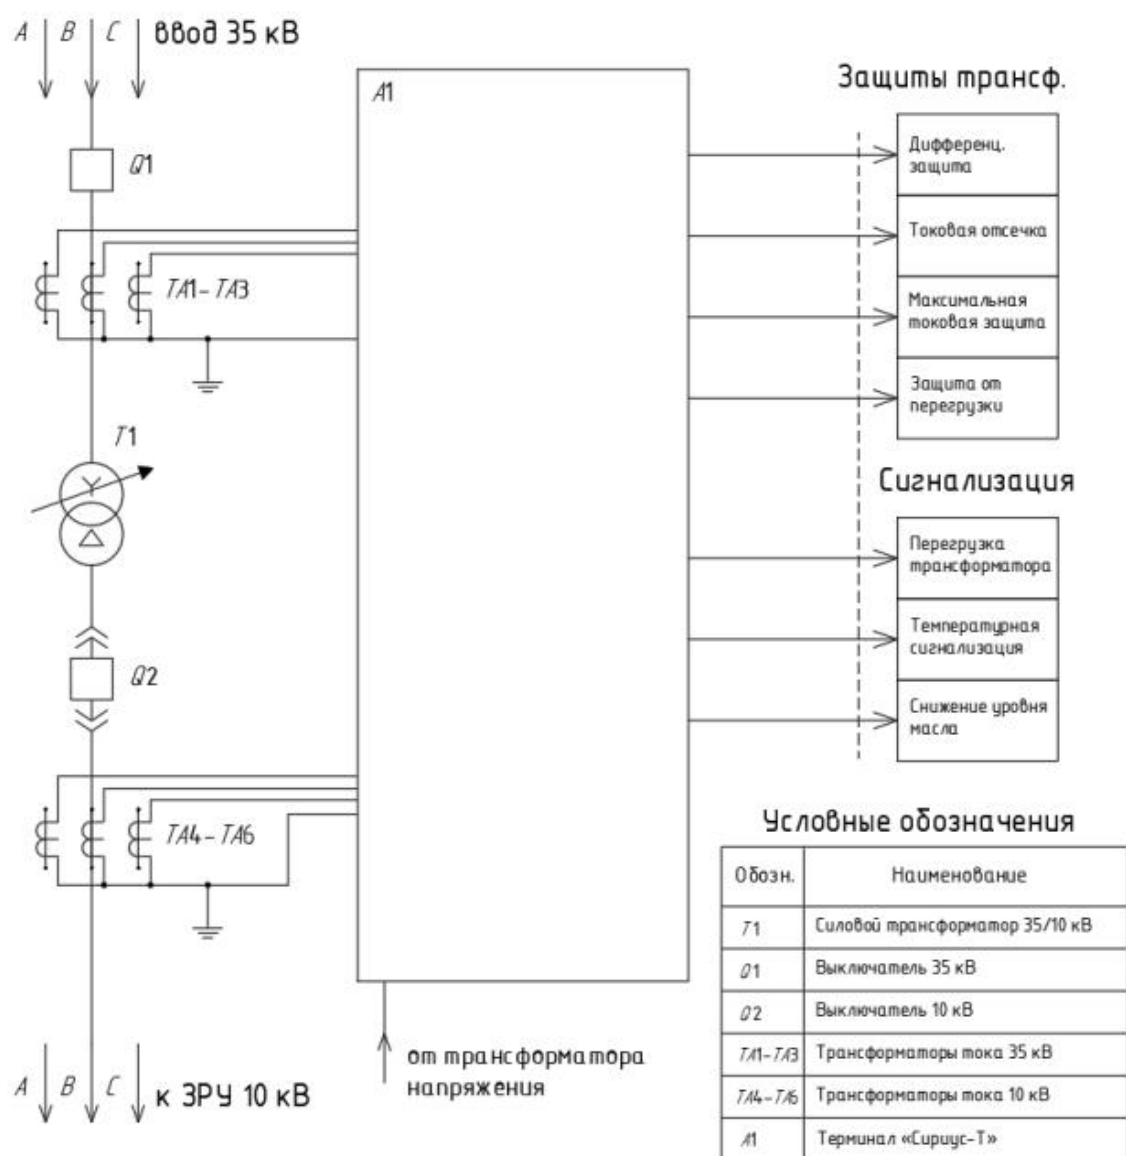 A B C ввод 35 кВ
A1
Q1
TA1-TA3
T1
Q2
TA4-TA6
A B C к ЗРУ 10 кВ
от трансформатора
напряжения
Защиты трансф.
Дифференц.
защита
Токовая отсечка
Максимальная
токовая защита
Защита от
перегрузки
Сигнализация
Перегрузка
трансформатора
Температурная
сигнализация
Снижение уровня
масла
Условные обозначения
Обозн. Наименование
T1 Силовой трансформатор 35/10 кВ
Q1 Выключатель 35 кВ
Q2 Выключатель 10 кВ
TA1-TA3 Трансформаторы тока 35 кВ
TA4-TA6 Трансформаторы тока 10 кВ
A1 Терминал «Сириус-Т»